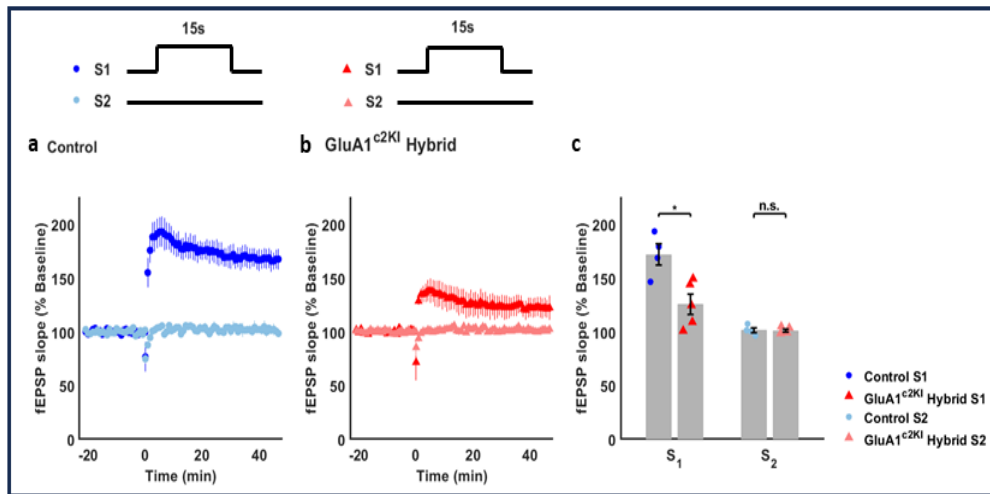 15s
15s
S1
S2
S1
S2
a Control
b GluA1c2KI Hybrid
c
fEPSP slope (% Baseline)
200
150
100
50
0
-20
0
20
40
Time (min)
fEPSP slope (% Baseline)
200
150
100
50
0
-20
0
20
40
Time (min)
fEPSP slope (% Baseline)
200
150
100
50
0
*
n.s.
S1
S2
Control S1
GluA1c2KI Hybrid S1
Control S2
GluA1c2KI Hybrid S2